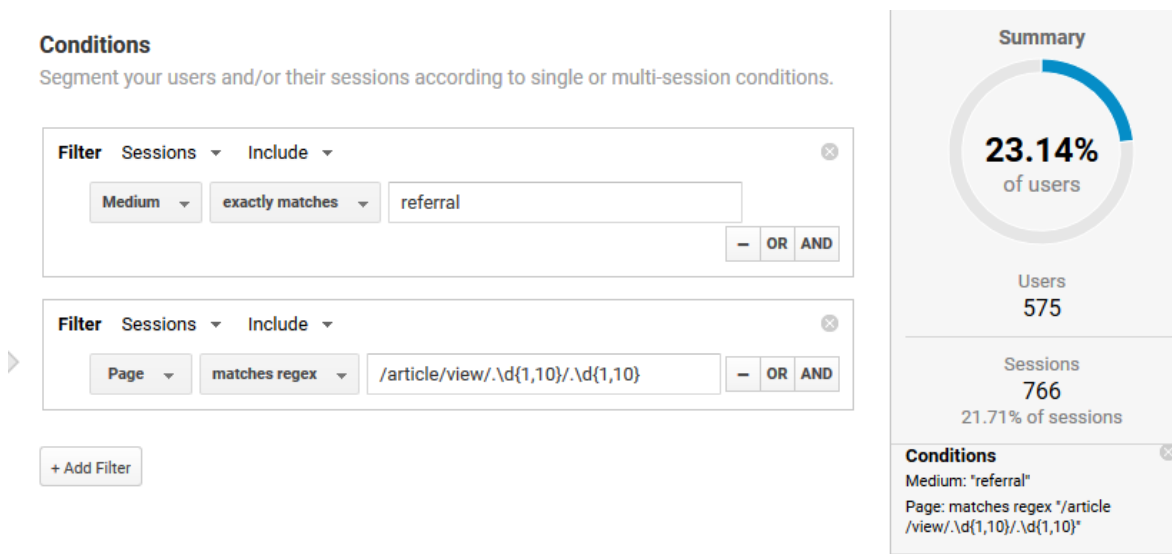 Conditions
Segment your users and/or their sessions according to single or multi-session conditions.
Filter Sessions Include
Medium exactly matches referral
– OR AND
Filter Sessions Include
Page matches regex /article/view/.\d{1,10}/.\d{1,10} – OR AND
+ Add Filter
Summary
23.14%
of users
Users
575
Sessions
766
21.71% of sessions
Conditions
Medium: "referral"
Page: matches regex "/article
/view/.\d{1,10}/.\d{1,10}"